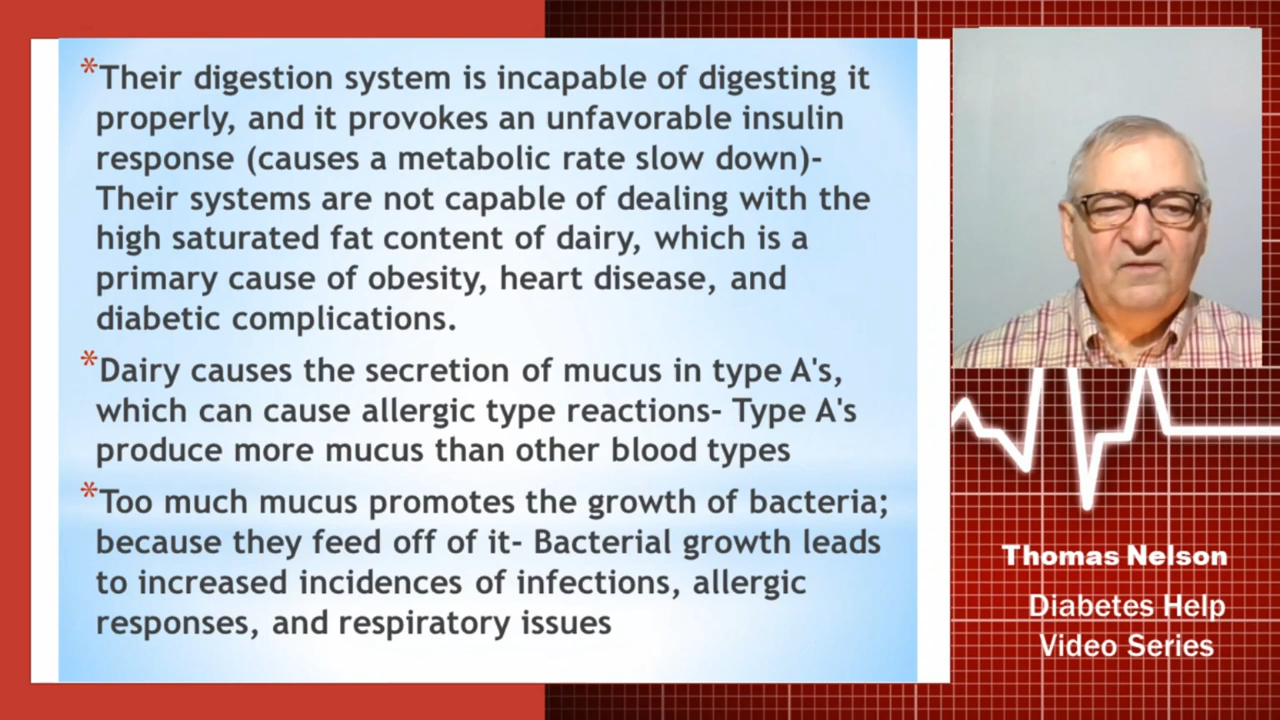 *Their digestion system is incapable of digesting it
properly, and it provokes an unfavorable insulin
response (causes a metabolic rate slow down)-
Their systems are not capable of dealing with the
high saturated fat content of dairy, which is a
primary cause of obesity, heart disease, and
diabetic complications.
*Dairy causes the secretion of mucus in type A's,
which can cause allergic type reactions- Type A's
produce more mucus than other blood types
*Too much mucus promotes the growth of bacteria;
because they feed off of it- Bacterial growth leads
to increased incidences of infections, allergic
responses, and respiratory issues
Thomas Nelson
Diabetes Help
Video Series